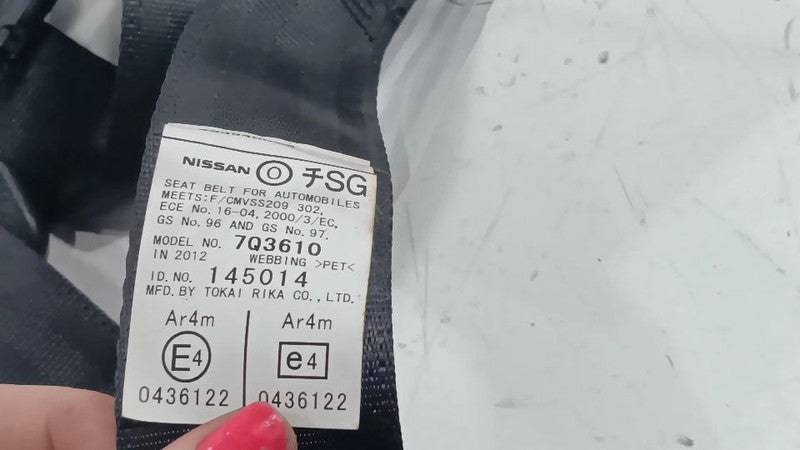 NISSAN O チSG
SEAT BELT FOR AUTOMOBILES
MEETS:F/CMVSS209 302,
ECE No. 16-04, 2000/3/EC,
GS No. 96 AND GS No. 97.
MODEL NO. 7Q3610
IN 2012 WEBBING >PET<
ID. NO. 145014
MFD. BY TOKAI RIKA CO., LTD.
Ar4m Ar4m
E4 e4
0436122 0436122